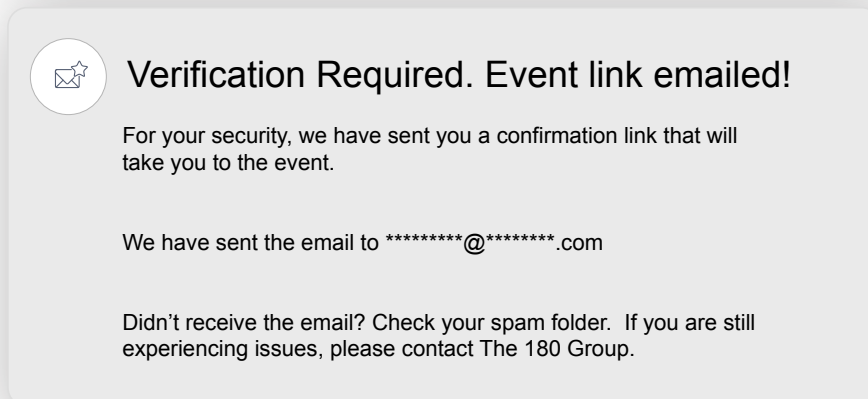 Verification Required. Event link emailed!
For your security, we have sent you a confirmation link that will
take you to the event.
We have sent the email to *********@********.com
Didn’t receive the email? Check your spam folder.  If you are still
experiencing issues, please contact The 180 Group.